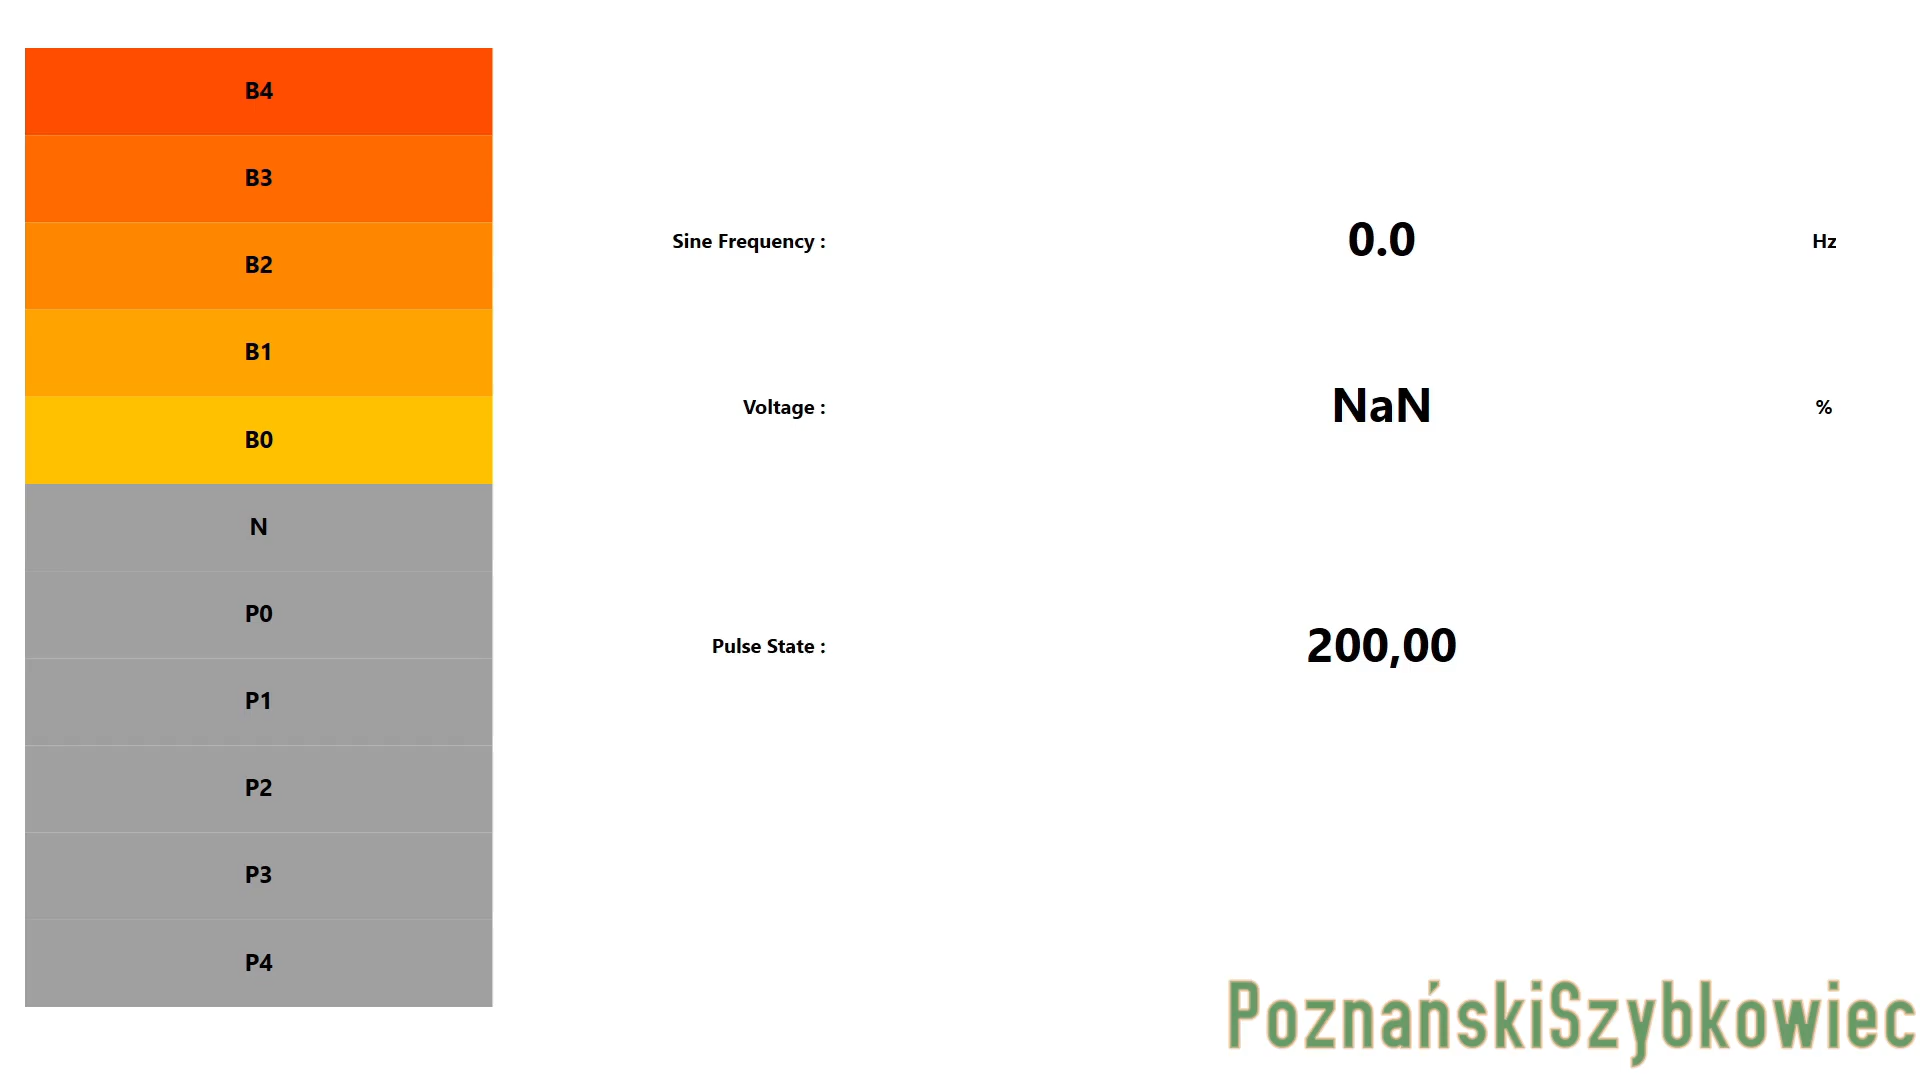 B4
B3
B2
B1
B0
N
P0
P1
P2
P3
P4
Sine Frequency : 0.0 Hz
Voltage : NaN %
Pulse State : 200,00
PoznańskiSzybkowiec